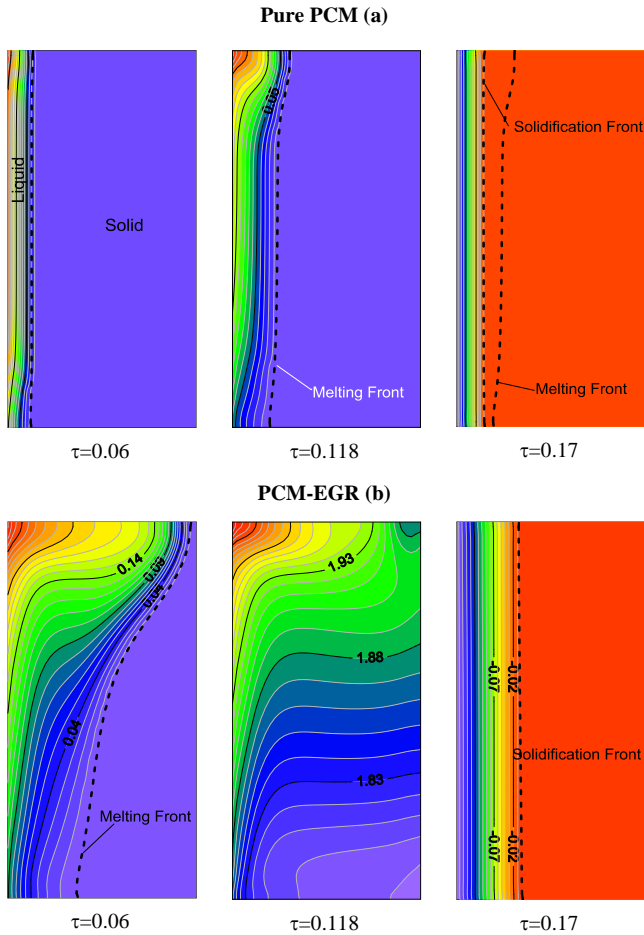 Pure PCM (a)
Liquid
Solid
0.05
Melting Front
Solidification Front
Melting Front
τ=0.06
τ=0.118
τ=0.17
PCM-EGR (b)
0.14
0.04
Melting Front
1.93
1.88
1.83
-0.07
-0.02
Solidification Front
-0.07
-0.02
τ=0.06
τ=0.118
τ=0.17